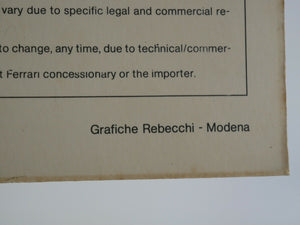 vary due to specific legal and commercial re-
to change, any time, due to technical/commer-
t Ferrari concessionary or the importer.
Grafiche Rebecchi - Modena